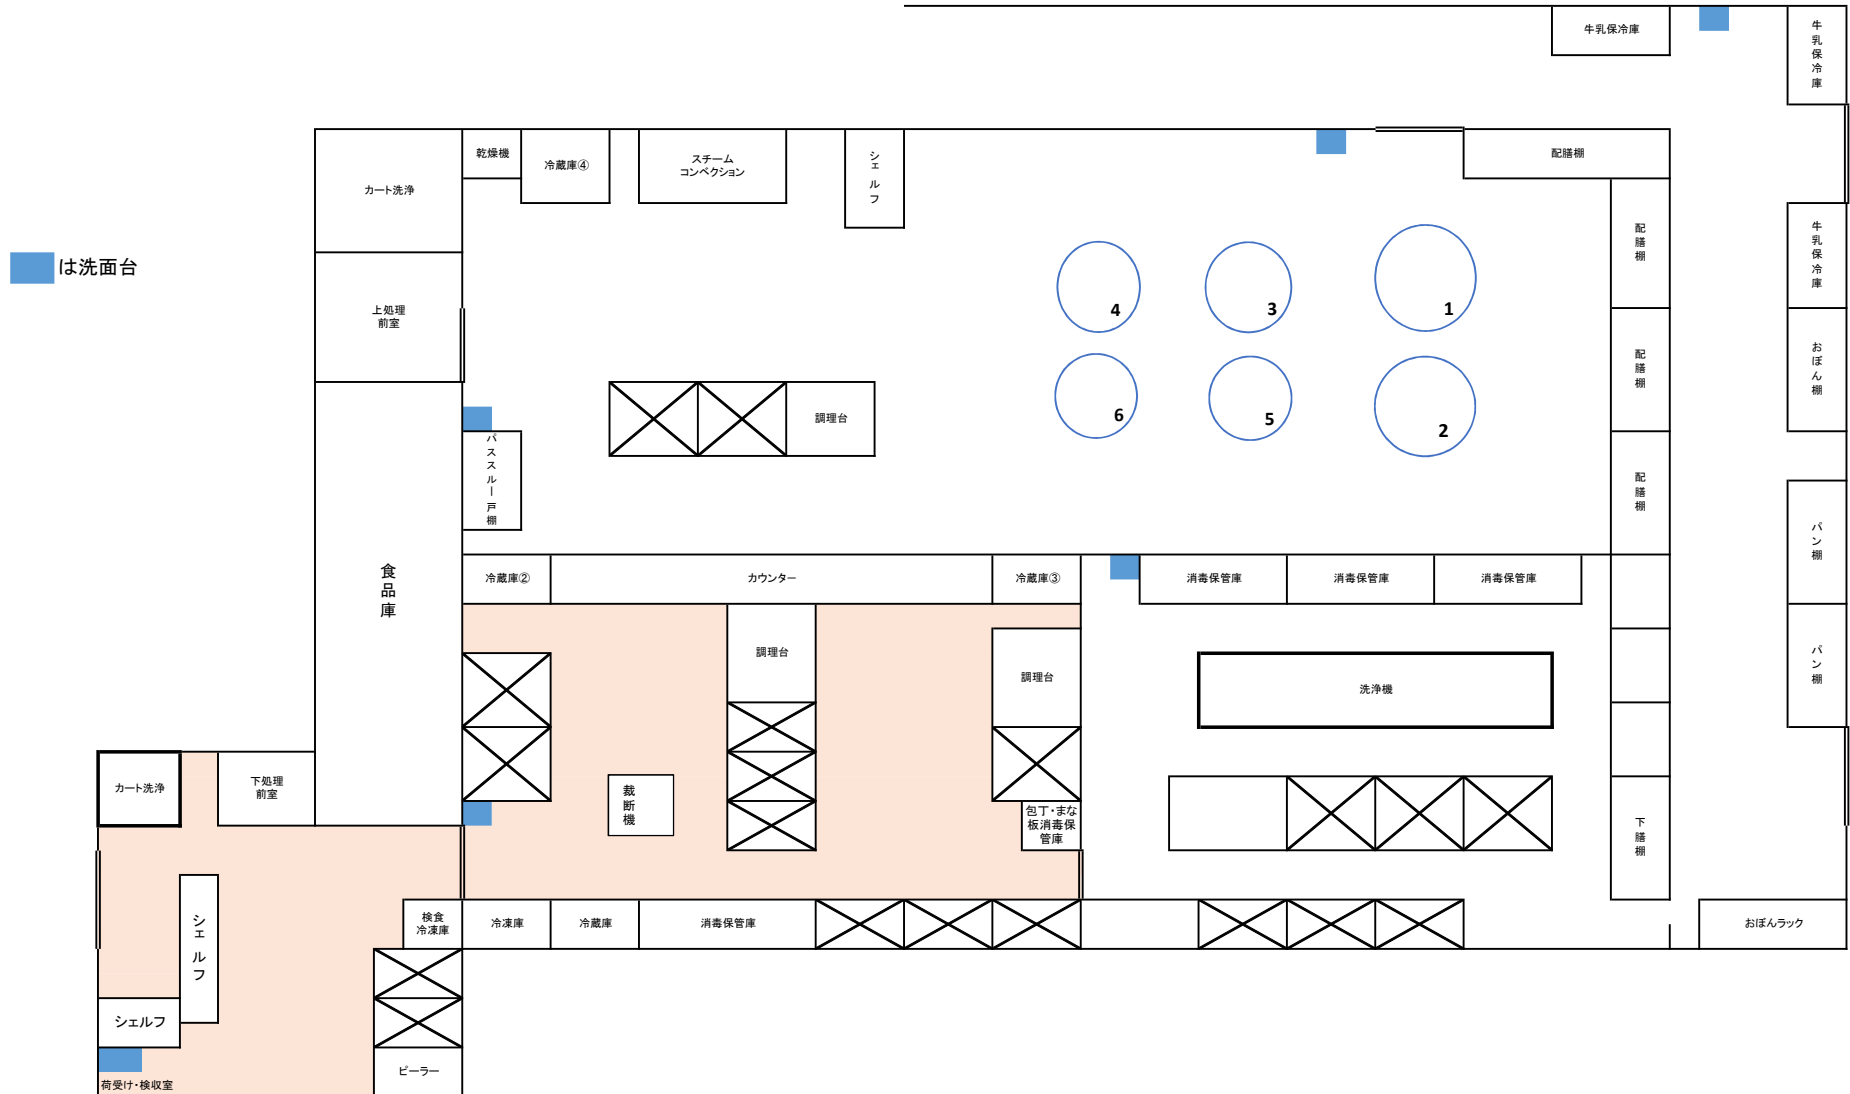 牛乳保冷庫
牛乳保冷庫
乾燥機
冷蔵庫④
スチーム
コンベクション
シェルフ
配膳棚
カート洗浄
配膳棚
牛乳保冷庫
は洗面台
上処理
前室
4
3
1
配膳棚
おぼん棚
調理台
6
5
2
パススルー戸棚
配膳棚
パン棚
食品庫
冷蔵庫②
カウンター
冷蔵庫③
消毒保管庫
消毒保管庫
消毒保管庫
調理台
調理台
洗浄機
パン棚
カート洗浄
下処理
前室
裁断機
包丁・まな
板消毒保
管庫
下膳棚
シェルフ
検食
冷凍庫
冷凍庫
冷蔵庫
消毒保管庫
おぼんラック
シェルフ
ピーラー
荷受け・検収室